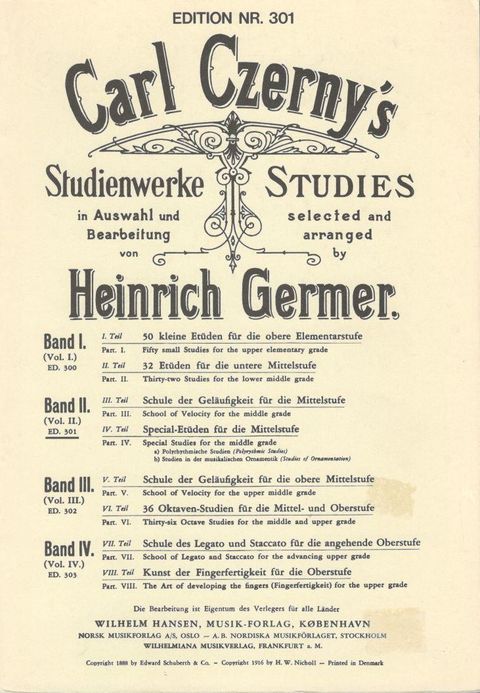 EDITION NR. 301
Carl Czerny's
Studienwerke
in Auswahl und
Bearbeitung
von
STUDIES
selected and
arranged
by
Heinrich Germer.
Band I.
(Vol. I.)
ED. 300
I. Teil 50 kleine Etüden für die obere Elementarstufe
Part. I. Fifty small Studies for the upper elementary grade
II. Teil 32 Etüden für die untere Mittelstufe
Part. II. Thirty-two Studies for the lower middle grade
Band II.
(Vol. II.)
ED. 301
III. Teil Schule der Geläufigkeit für die Mittelstufe
Part. III. School of Velocity for the middle grade
IV. Teil Special-Etüden für die Mittelstufe
Part. IV. Special Studies for the middle grade
a) Polyrhythmische Studien (Polyrythmic Studies)
b) Studien in der musikalischen Ornamentik (Studies of Ornamentation)
Band III.
(Vol. III.)
ED. 302
V. Teil Schule der Geläufigkeit für die obere Mittelstufe
Part. V. School of Velocity for the upper middle grade
VI. Teil 36 Oktaven-Studien für die Mittel- und Oberstufe
Part. VI. Thirty-six Octave Studies for the middle and upper grade
Band IV.
(Vol. IV.)
ED. 303
VII. Teil Schule des Legato und Staccato für die angehende Oberstufe
Part. VII. School of Legato and Staccato for the advancing upper grade
VIII. Teil Kunst der Fingerfertigkeit für die Oberstufe
Part. VIII. The Art of developing the fingers (Fingerfertigkeit) for the upper grade
Die Bearbeitung ist Eigentum des Verlegers für alle Länder
WILHELM HANSEN, MUSIK-FORLAG, KØBENHAVN
NORSK MUSIKFORLAG A/S, OSLO — A. B. NORDISKA MUSIKFÖRLAGET, STOCKHOLM
WILHELMIANA MUSIKVERLAG, FRANKFURT a. M.
Copyright 1888 by Edward Schuberth & Co. — Copyright 1916 by H. W. Nicholl — Printed in Denmark